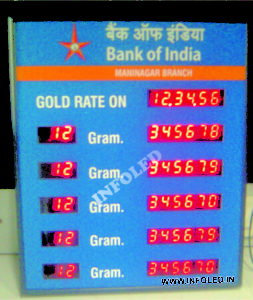 बैंक ऑफ इंडिया
Bank of India
MANINAGAR BRANCH
GOLD RATE ON 12,34,56
12 Gram. 345678
12 Gram. 345679
12 Gram. 345670
12 Gram. 345679
12 Gram. 345670
INFOLED
WWW.INFOLED.IN